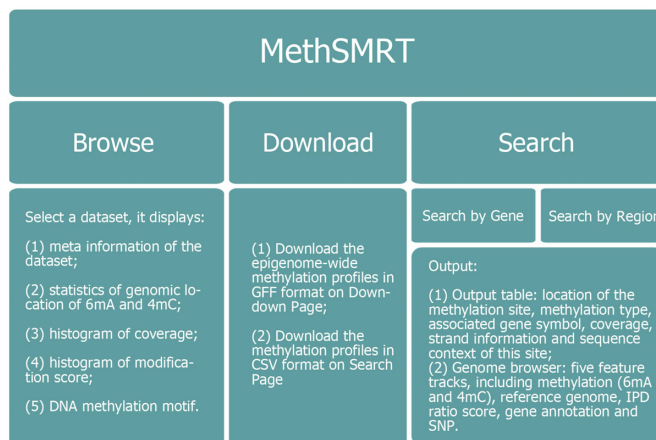 MethSMRT
Browse
Download
Search
Select a dataset, it displays:
(1) meta information of the
dataset;
(2) statistics of genomic lo-
cation of 6mA and 4mC;
(3) histogram of coverage;
(4) histogram of modifica-
tion score;
(5) DNA methylation motif.
(1) Download the
epigenome-wide
methylation profiles in
GFF format on Down-
down Page;
(2) Download the
methylation profiles in
CSV format on Search
Page
Search by Gene
Search by Region
Output:
(1) Output table: location of the
methylation site, methylation type,
associated gene symbol, coverage,
strand information and sequence
context of this site;
(2) Genome browser: five feature
tracks, including methylation (6mA
and 4mC), reference genome, IPD
ratio score, gene annotation and
SNP.